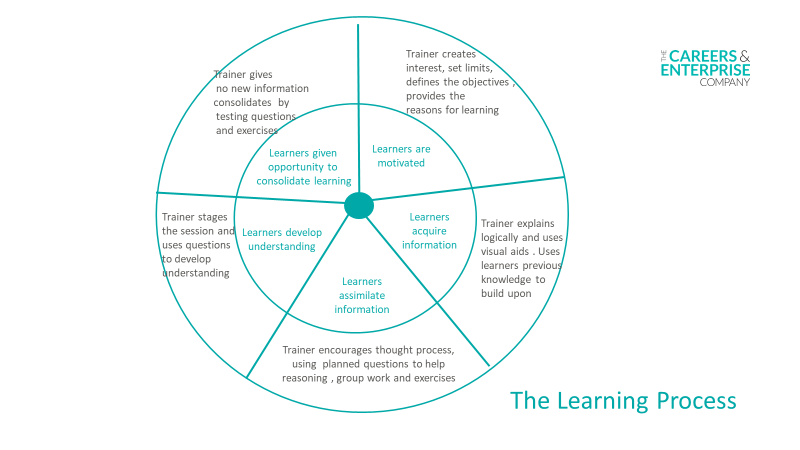 Trainer gives
no new information
consolidates by
testing questions
and exercises
Trainer creates
interest, set limits,
defines the objectives ,
provides the
reasons for learning
THE CAREERS &
ENTERPRISE
COMPANY
Learners given
opportunity to
consolidate learning
Learners are
motivated
Trainer stages
the session and
uses questions
to develop
understanding
Learners develop
understanding
Learners
acquire
information
Trainer explains
logically and uses
visual aids . Uses
learners previous
knowledge to
build upon
Learners
assimilate
information
Trainer encourages thought process,
using planned questions to help
reasoning , group work and exercises
The Learning Process